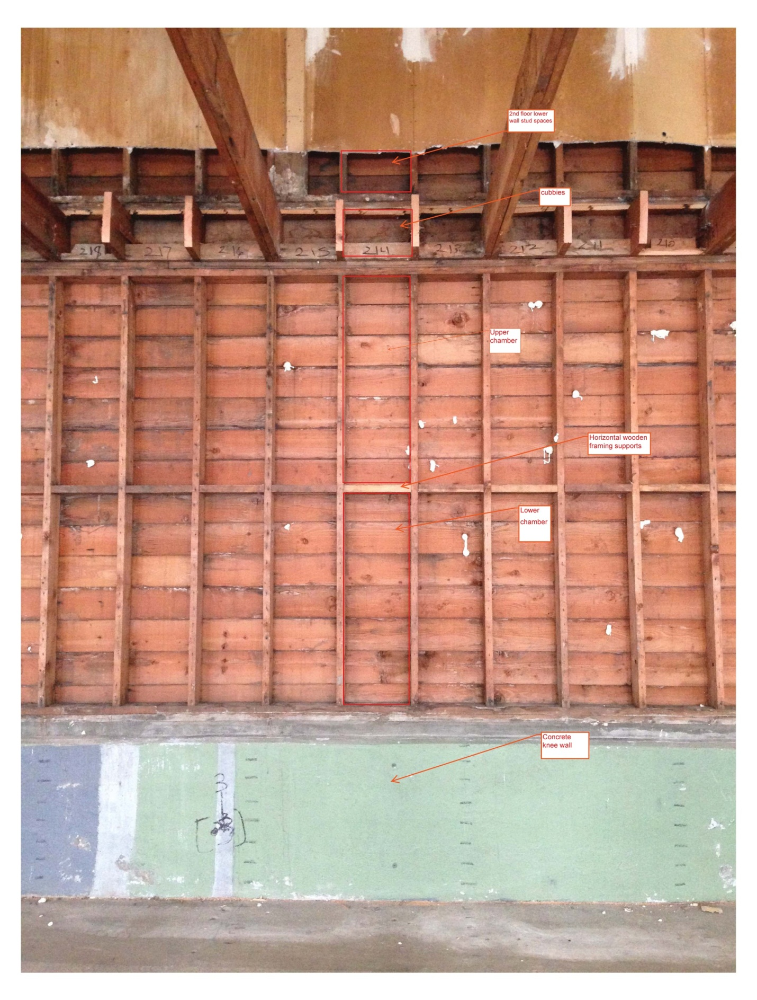 2nd floor lower
wall stud spaces
cubbies
218 217 216 215 214 213 212 211 210
Upper
chamber
Horizontal wooden
framing supports
Lower
chamber
Concrete
knee wall
3